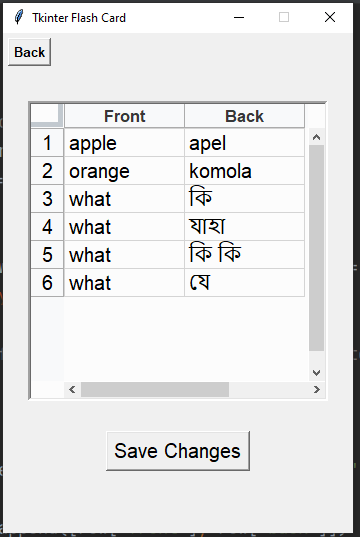 Tkinter Flash Card
Back
Front Back
1 apple apel
2 orange komola
3 what কি
4 what যাহা
5 what কি কি
6 what যে
Save Changes